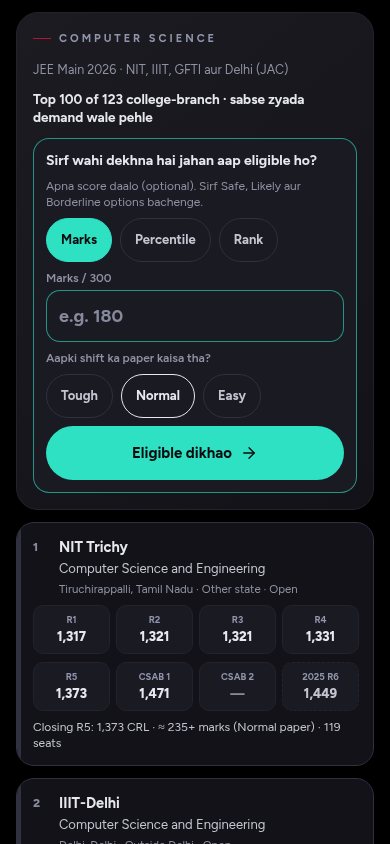 COMPUTER SCIENCE
JEE Main 2026 · NIT, IIIT, GFTI aur Delhi (JAC)
Top 100 of 123 college-branch · sabse zyada
demand wale pehle
Sirf wahi dekhna hai jahan aap eligible ho?
Apna score daalo (optional). Sirf Safe, Likely aur
Borderline options bachenge.
Marks Percentile Rank
Marks / 300
e.g. 180
Aapki shift ka paper kaisa tha?
Tough Normal Easy
Eligible dikhao →
1 NIT Trichy
Computer Science and Engineering
Tiruchirappalli, Tamil Nadu · Other state · Open
R1 R2 R3 R4
1,317 1,321 1,321 1,331
R5 CSAB 1 CSAB 2 2025 R6
1,373 1,471 — 1,449
Closing R5: 1,373 CRL · ≈ 235+ marks (Normal paper) · 119
seats
2 IIIT-Delhi
Computer Science and Engineering
Delhi, Delhi · Outside Delhi · Open